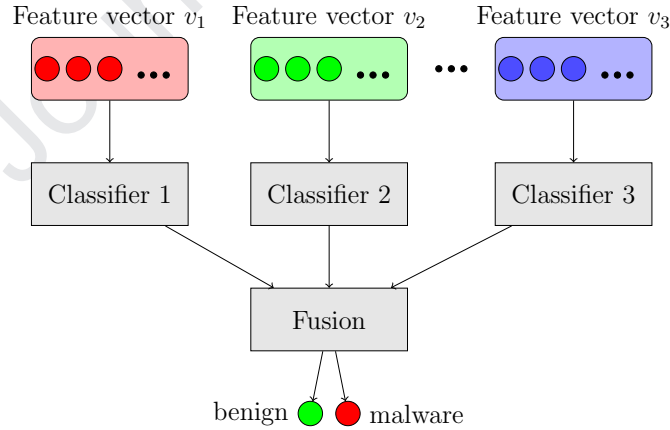 Feature vector v₁ Feature vector v₂ Feature vector v₃
Classifier 1 Classifier 2 Classifier 3
Fusion
benign malware